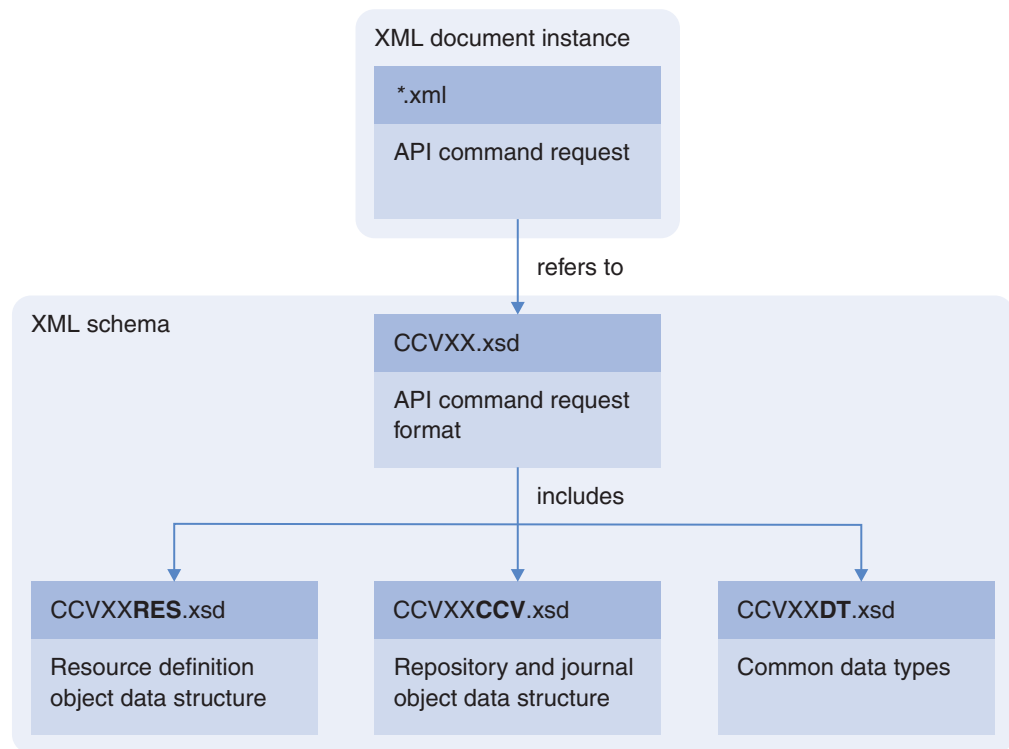 XML document instance
*.xml
API command request
refers to
XML schema
CCVXX.xsd
API command request
format
includes
CCVXXRES.xsd
Resource definition
object data structure
CCVXXCCV.xsd
Repository and journal
object data structure
CCVXXDT.xsd
Common data types